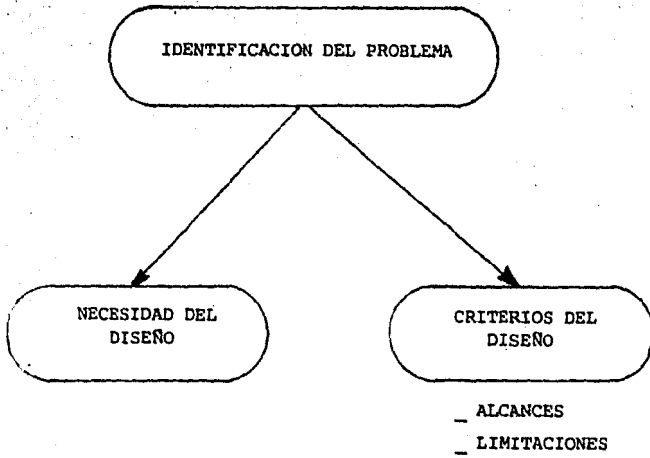 IDENTIFICACION DEL PROBLEMA
NECESIDAD DEL
DISEÑO
CRITERIOS DEL
DISEÑO
_ ALCANCES
_ LIMITACIONES